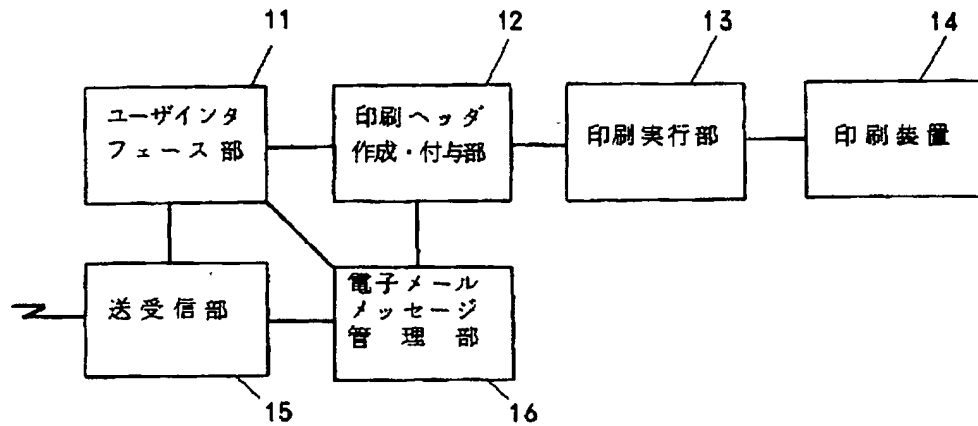 11
12
13
14
ユーザインタ
フェース部
印刷ヘッダ
作成・付与部
印刷実行部
印刷装置
送受信部
電子メール
メッセージ
管理部
15
16